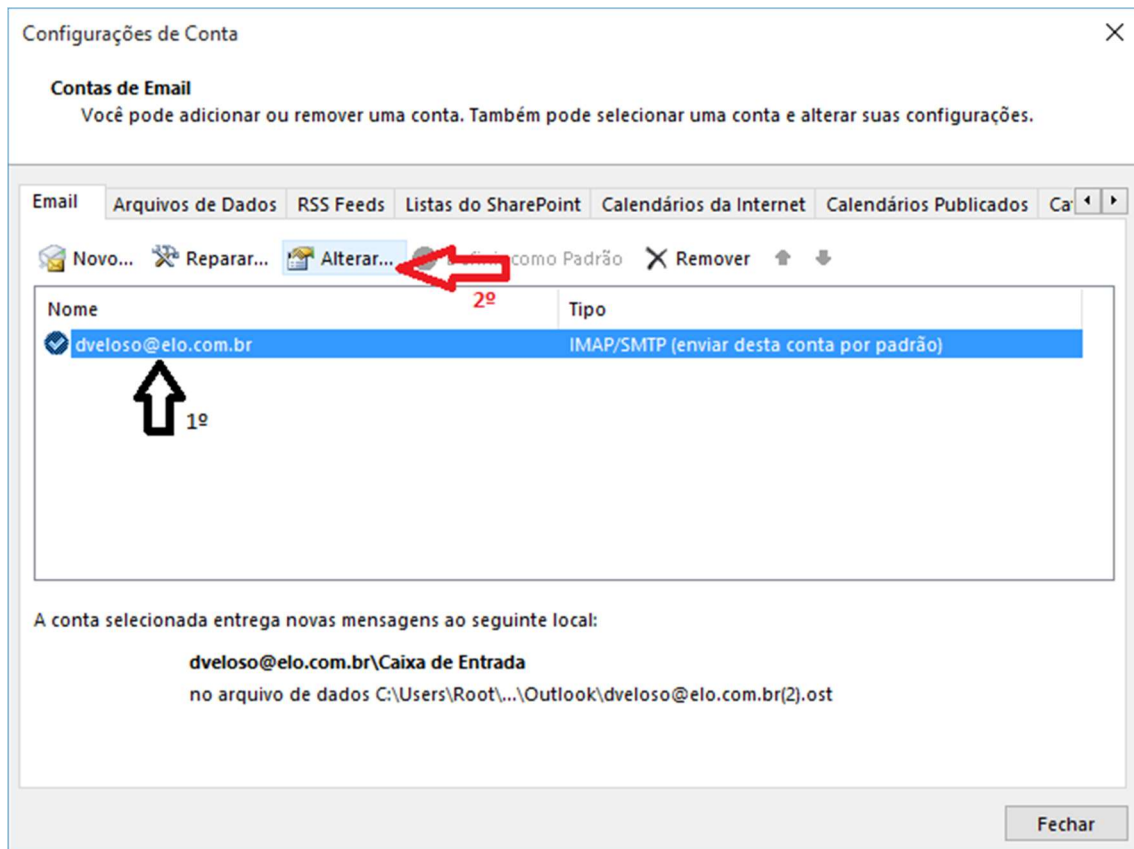 Configurações de Conta
Contas de Email
Você pode adicionar ou remover uma conta. Também pode selecionar uma conta e alterar suas configurações.
Email Arquivos de Dados RSS Feeds Listas do SharePoint Calendários da Internet Calendários Publicados
Novo... Reparar... Alterar... como Padrão Remover
2º
Nome Tipo
dveloso@elo.com.br IMAP/SMTP (enviar desta conta por padrão)
1º
A conta selecionada entrega novas mensagens ao seguinte local:
dveloso@elo.com.br\Caixa de Entrada
no arquivo de dados C:\Users\Root\...\Outlook\dveloso@elo.com.br(2).ost
Fechar